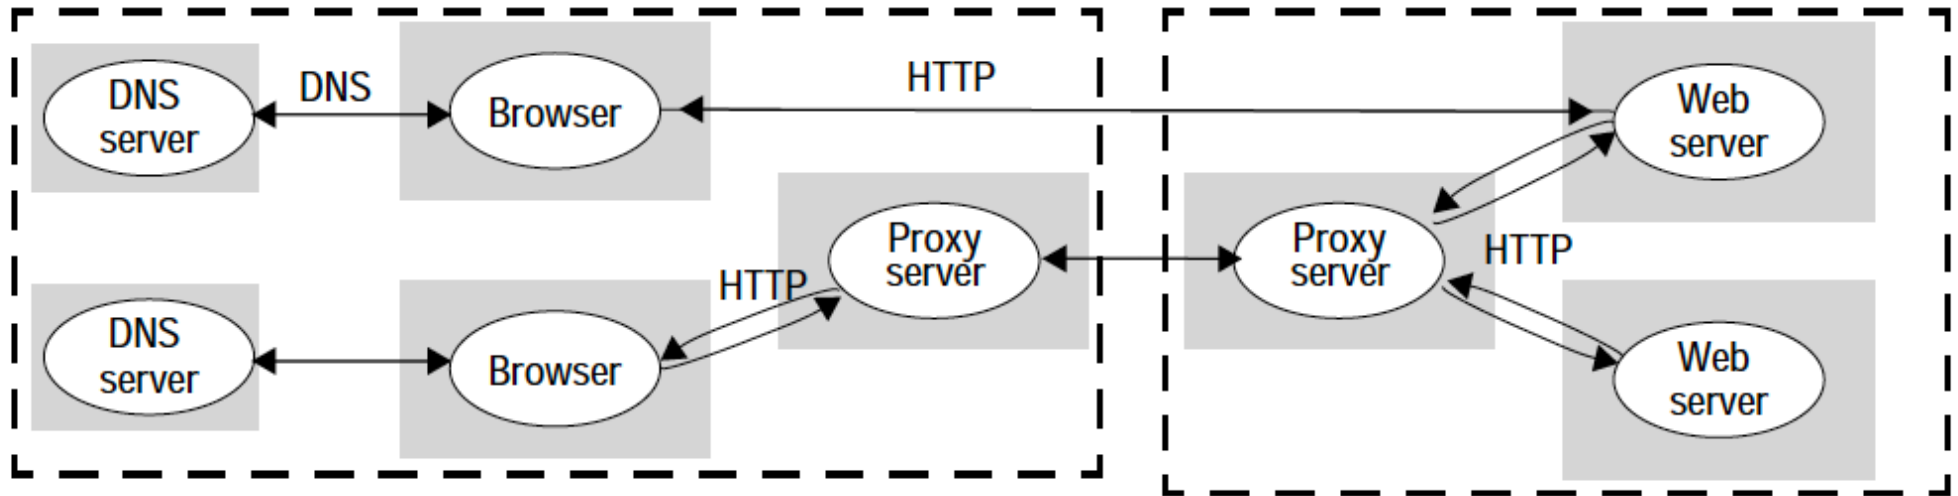 DNS
server
DNS
Browser
HTTP
Web
server
Proxy
server
Proxy
server
HTTP
HTTP
DNS
server
Browser
Web
server